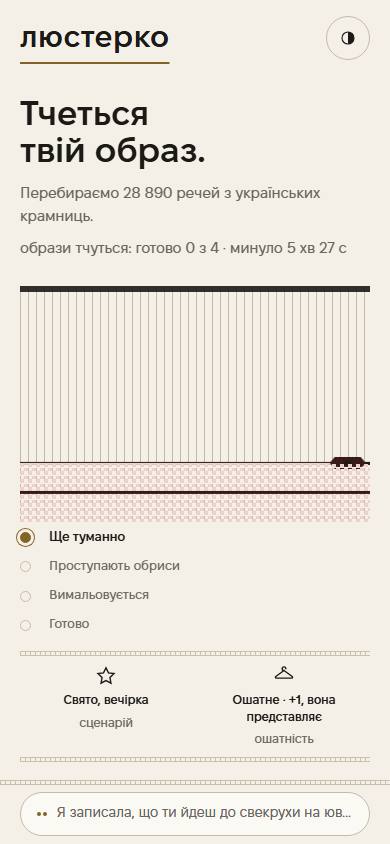 люстерко
Тчеться
твій образ.
Перебираємо 28 890 речей з українських
крамниць.
образи тчуться: готово 0 з 4 · минуло 5 хв 27 с
Ще туманно
Проступають обриси
Вимальовується
Готово
Свято, вечірка
сценарій
Ошатне · +1, вона
представляє
ошатність
Я записала, що ти йдеш до свекрухи на юв...